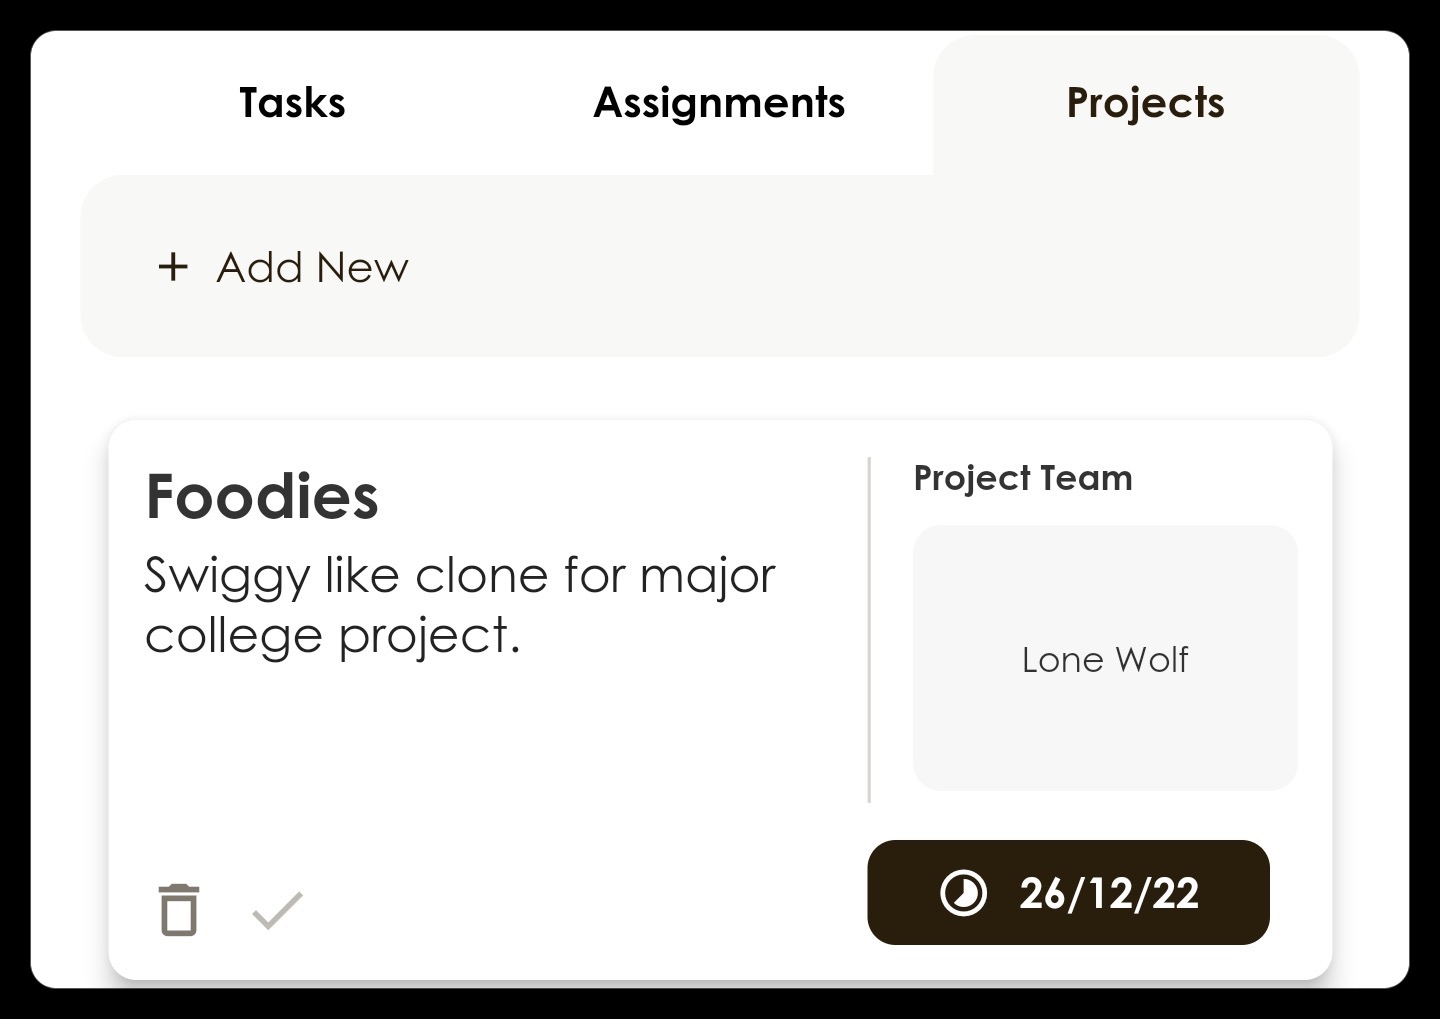 Tasks
Assignments
Projects
+ Add New
Foodies
Swiggy like clone for major
college project.
Project Team
Lone Wolf
26/12/22